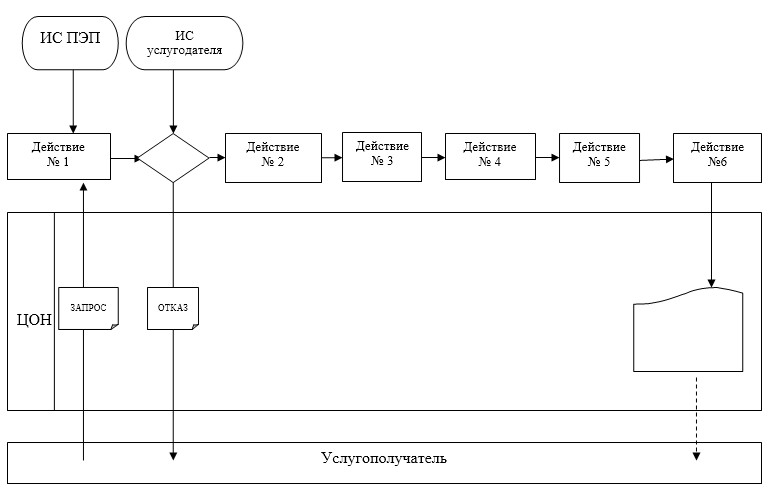 ИС ПЭП
ИС
услугодателя
Действие
№ 1
Действие
№ 2
Действие
№ 3
Действие
№ 4
Действие
№ 5
Действие
№6
ЦОН
ЗАПРОС
ОТКАЗ
Услугополучатель